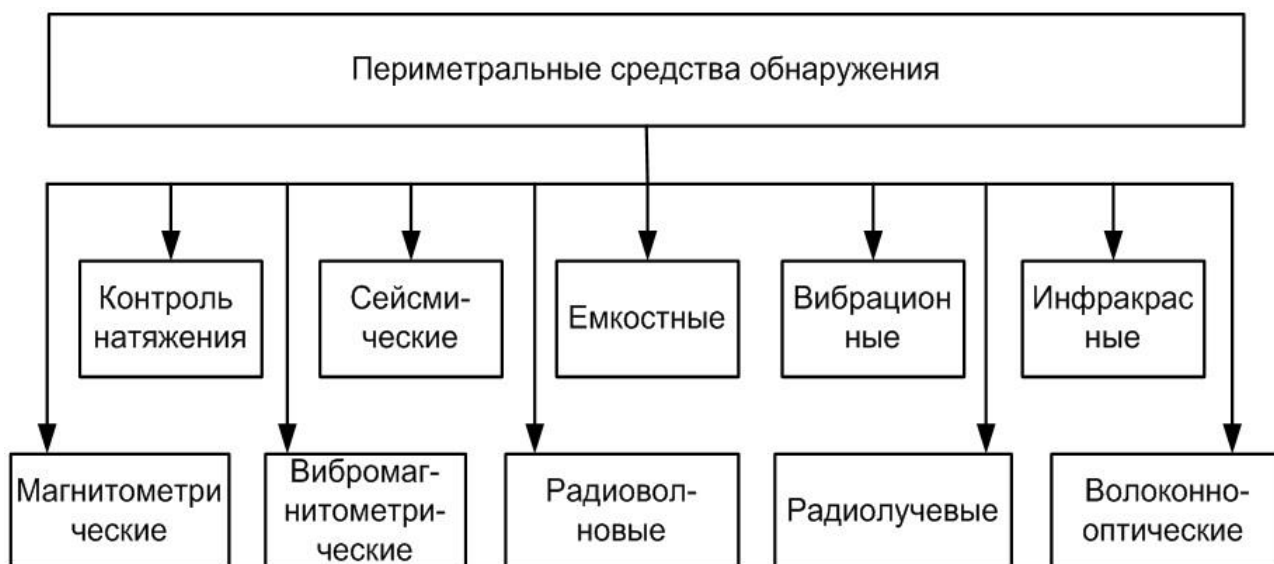 Периметральные средства обнаружения
Контроль
натяжения
Сейсми-
ческие
Емкостные
Вибрацион
ные
Инфракрас
ные
Магнитометри
ческие
Вибромаг-
нитометри-
ческие
Радиовол-
новые
Радиолучевые
Волоконно-
оптические